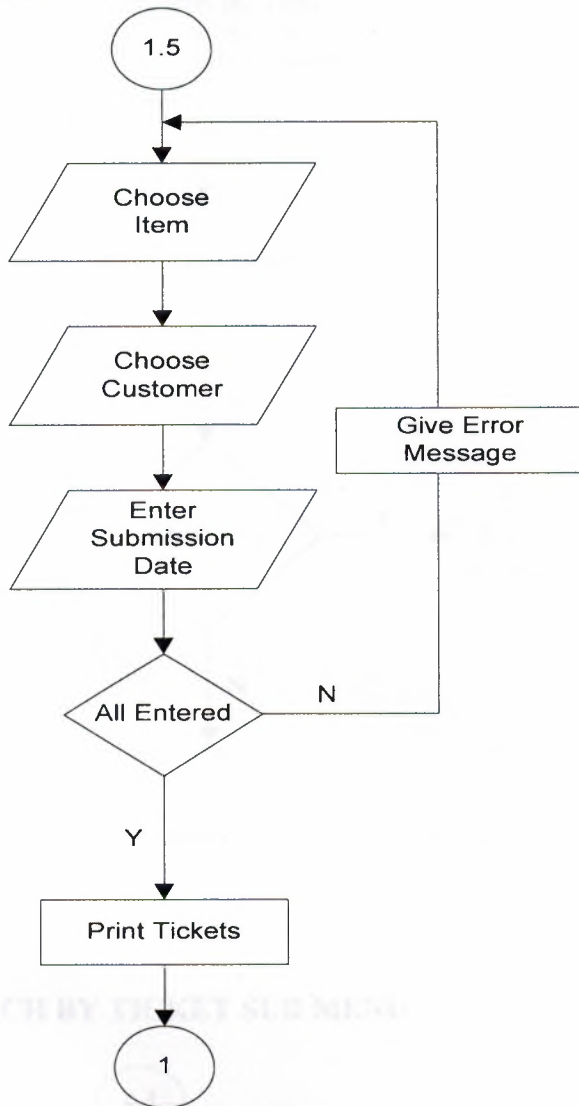 1.5
Choose
Item
Choose
Customer
Give Error
Message
Enter
Submission
Date
All Entered
N
Y
Print Tickets
1